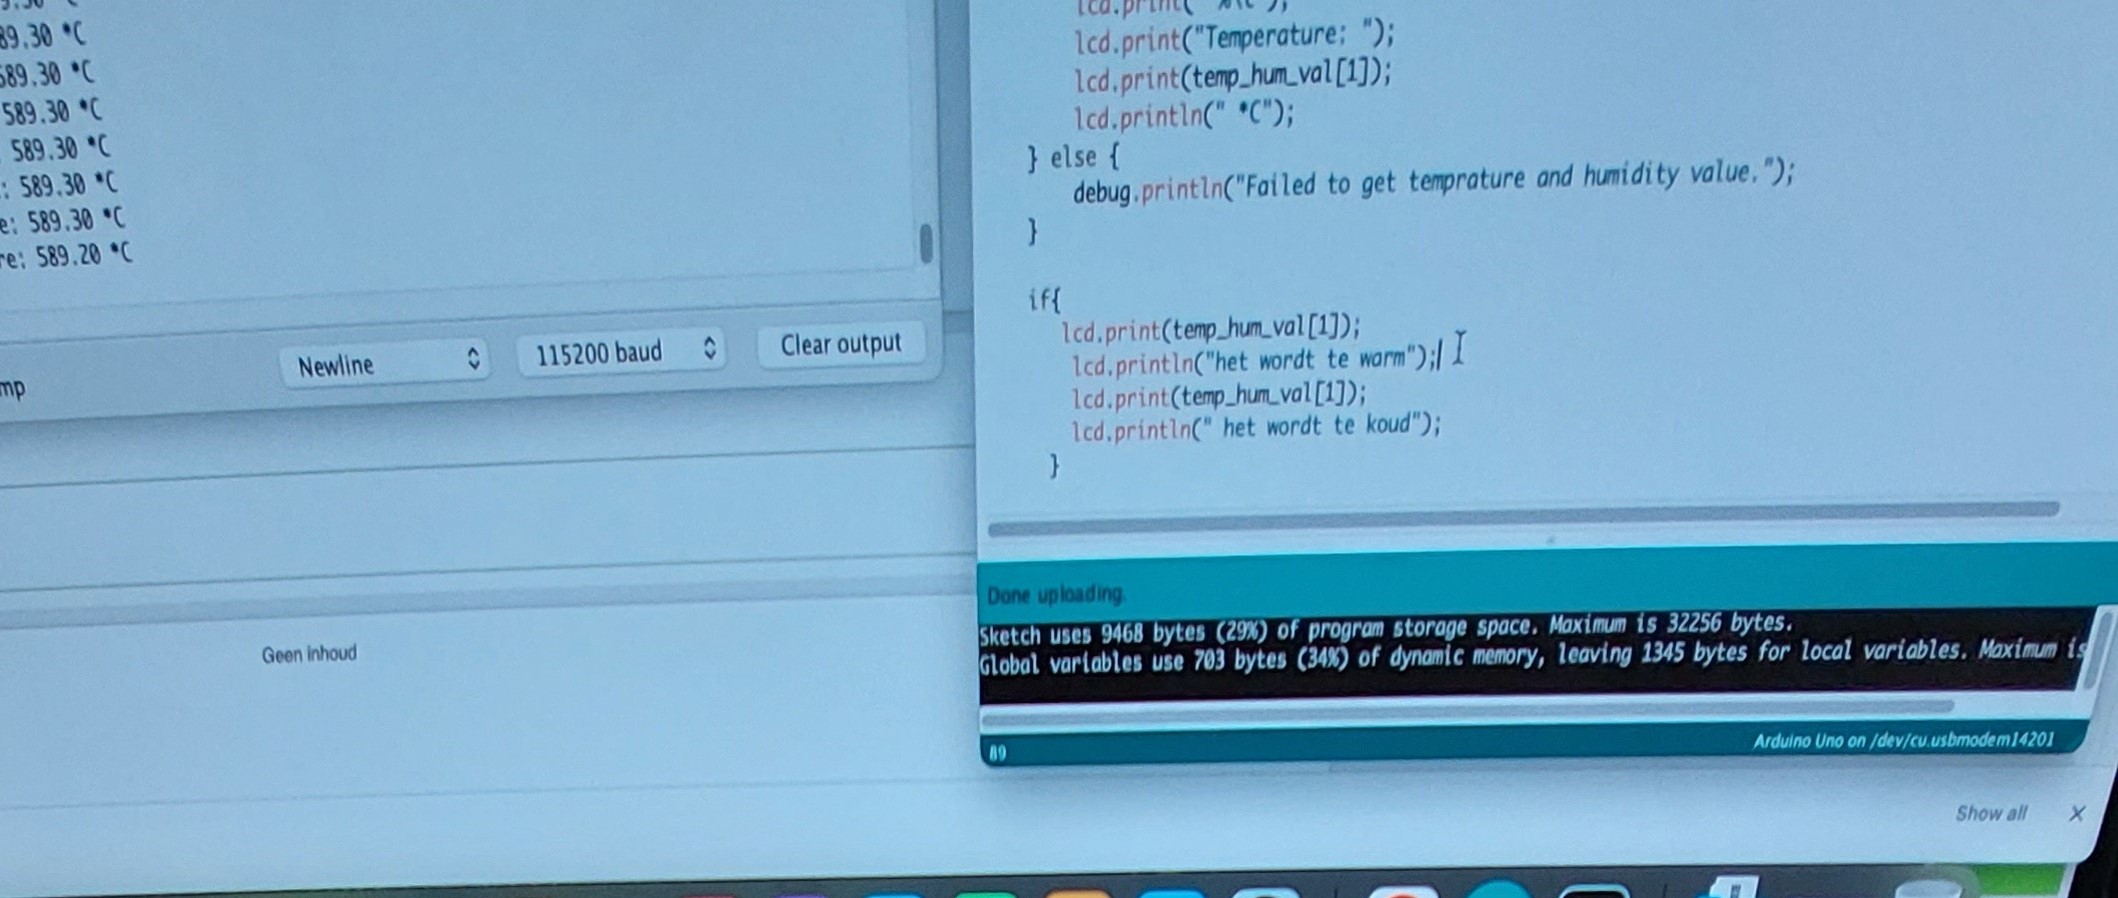 89.30 *C
589.30 *C
589.30 *C
589.30 *C
: 589.30 *C
e: 589.30 *C
re: 589.20 *C
mp
Newline
115200 baud
Clear output
Geen inhoud
lcd.print("Temperature: ");
lcd.print(temp_hum_val[1]);
lcd.println(" *C");
} else {
debug.println("Failed to get temprature and humidity value.");
}
if{
lcd.print(temp_hum_val[1]);
lcd.println("het wordt te warm");
lcd.print(temp_hum_val[1]);
lcd.println(" het wordt te koud");
}
Done uploading.
Sketch uses 9468 bytes (29%) of program storage space. Maximum is 32256 bytes.
Global variables use 703 bytes (34%) of dynamic memory, leaving 1345 bytes for local variables. Maximum is
89
Arduino Uno on /dev/cu.usbmodem14201
Show all